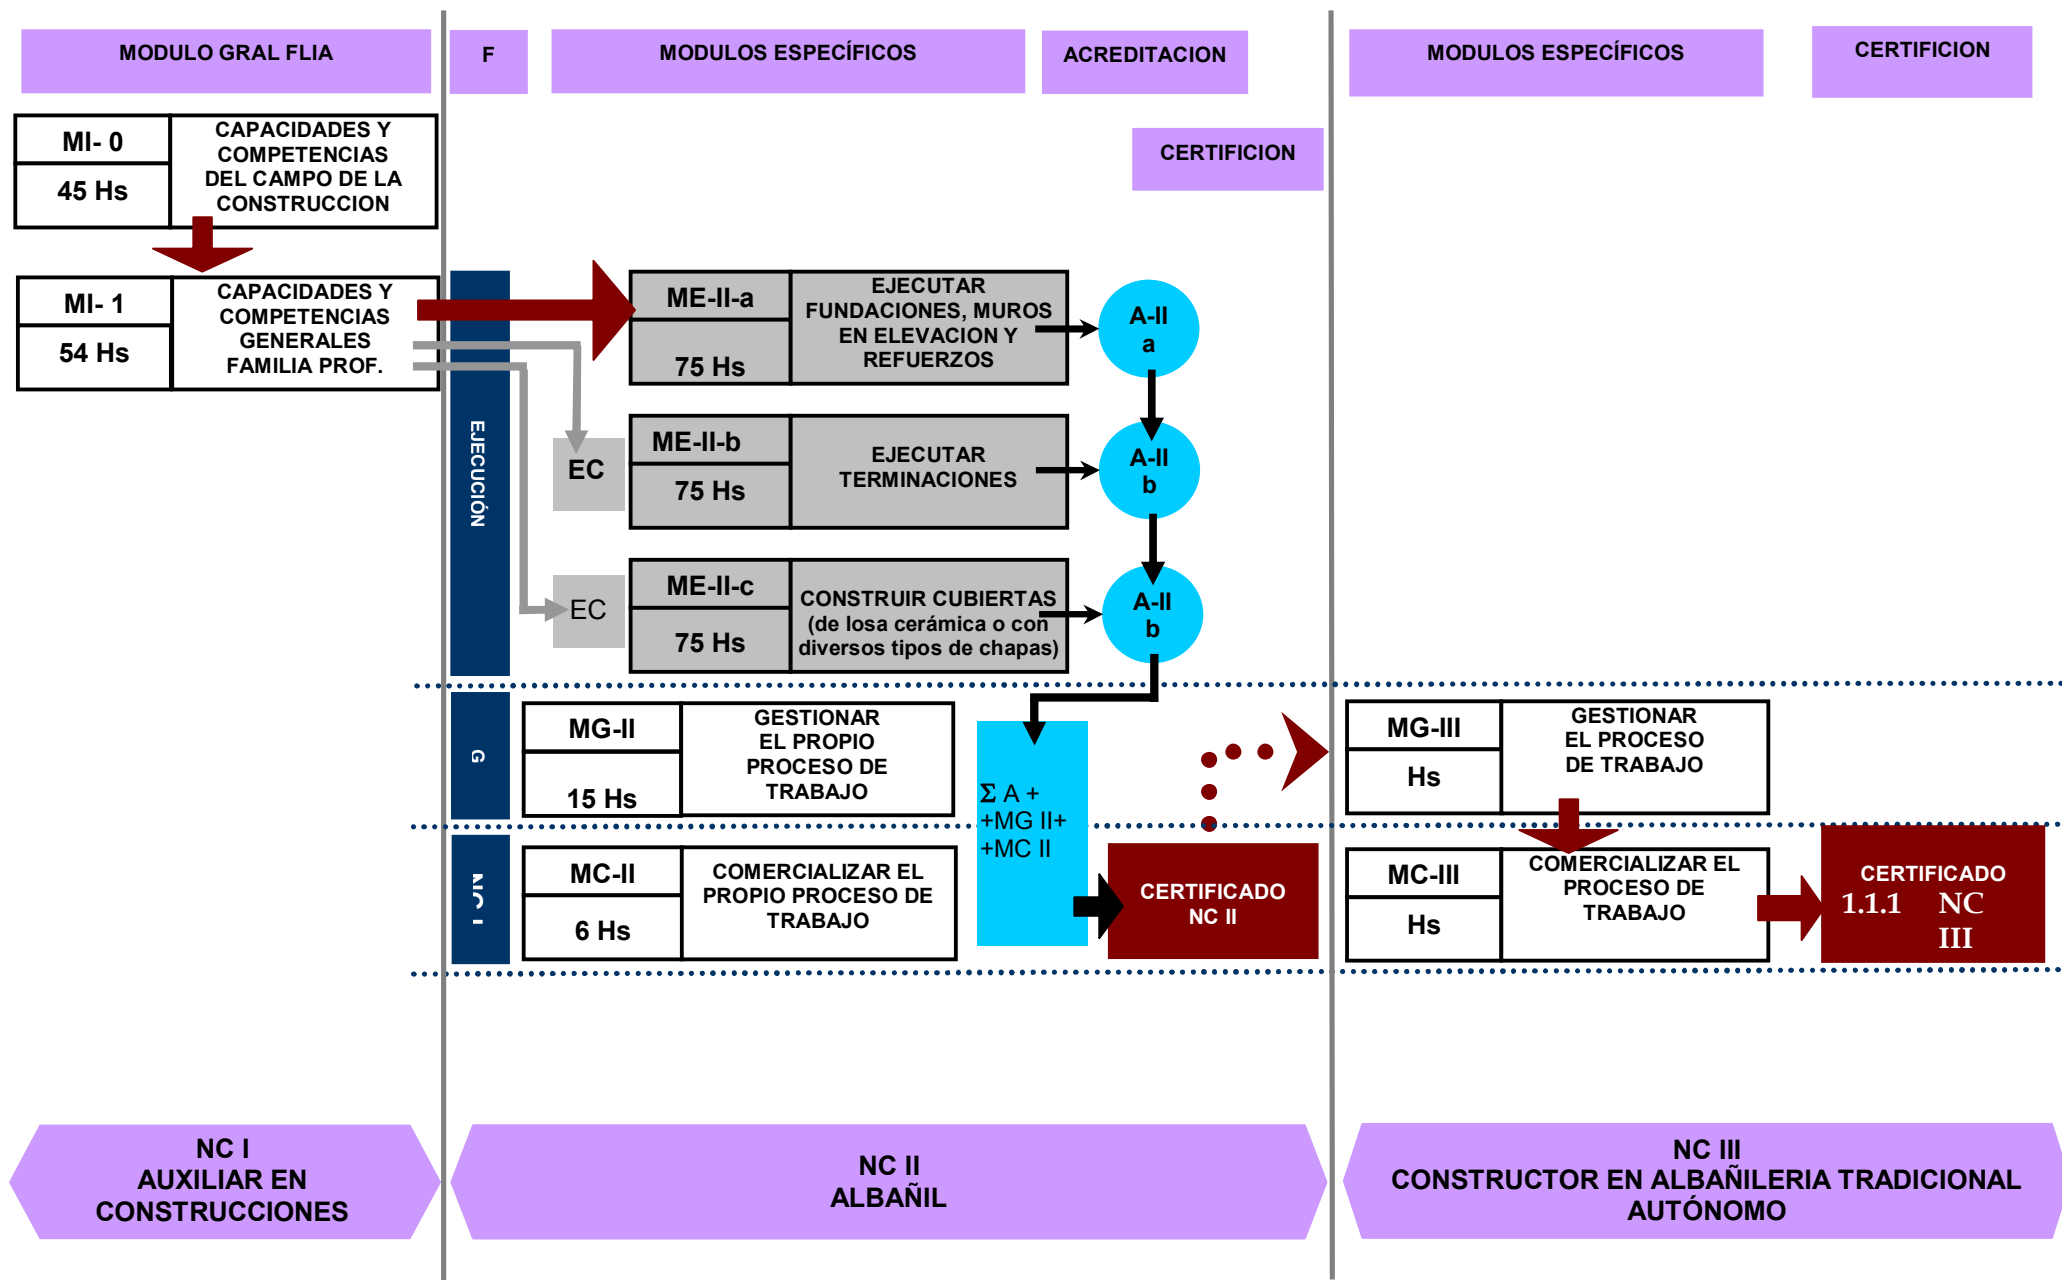 MODULO GRAL FLIA
F
MODULOS ESPECÍFICOS
ACREDITACION
MODULOS ESPECÍFICOS
CERTIFICION
CERTIFICION
MI- 0
45 Hs
CAPACIDADES Y
COMPETENCIAS
DEL CAMPO DE LA
CONSTRUCCION
MI- 1
54 Hs
CAPACIDADES Y
COMPETENCIAS
GENERALES
FAMILIA PROF.
EJECUCIÓN
ME-II-a
75 Hs
EJECUTAR
FUNDACIONES, MUROS
EN ELEVACION Y
REFUERZOS
A-II
a
EC
ME-II-b
75 Hs
EJECUTAR
TERMINACIONES
A-II
b
EC
ME-II-c
75 Hs
CONSTRUIR CUBIERTAS
(de losa cerámica o con
diversos tipos de chapas)
A-II
b
G
MG-II
15 Hs
GESTIONAR
EL PROPIO
PROCESO DE
TRABAJO
Σ A +
+MG II+
+MC II
MG-III
Hs
GESTIONAR
EL PROCESO
DE TRABAJO
MC-II
6 Hs
COMERCIALIZAR EL
PROPIO PROCESO DE
TRABAJO
CERTIFICADO
NC II
MC-III
Hs
COMERCIALIZAR EL
PROCESO DE
TRABAJO
CERTIFICADO
1.1.1 NC
III
NC I
AUXILIAR EN
CONSTRUCCIONES
NC II
ALBAÑIL
NC III
CONSTRUCTOR EN ALBAÑILERIA TRADICIONAL
AUTÓNOMO